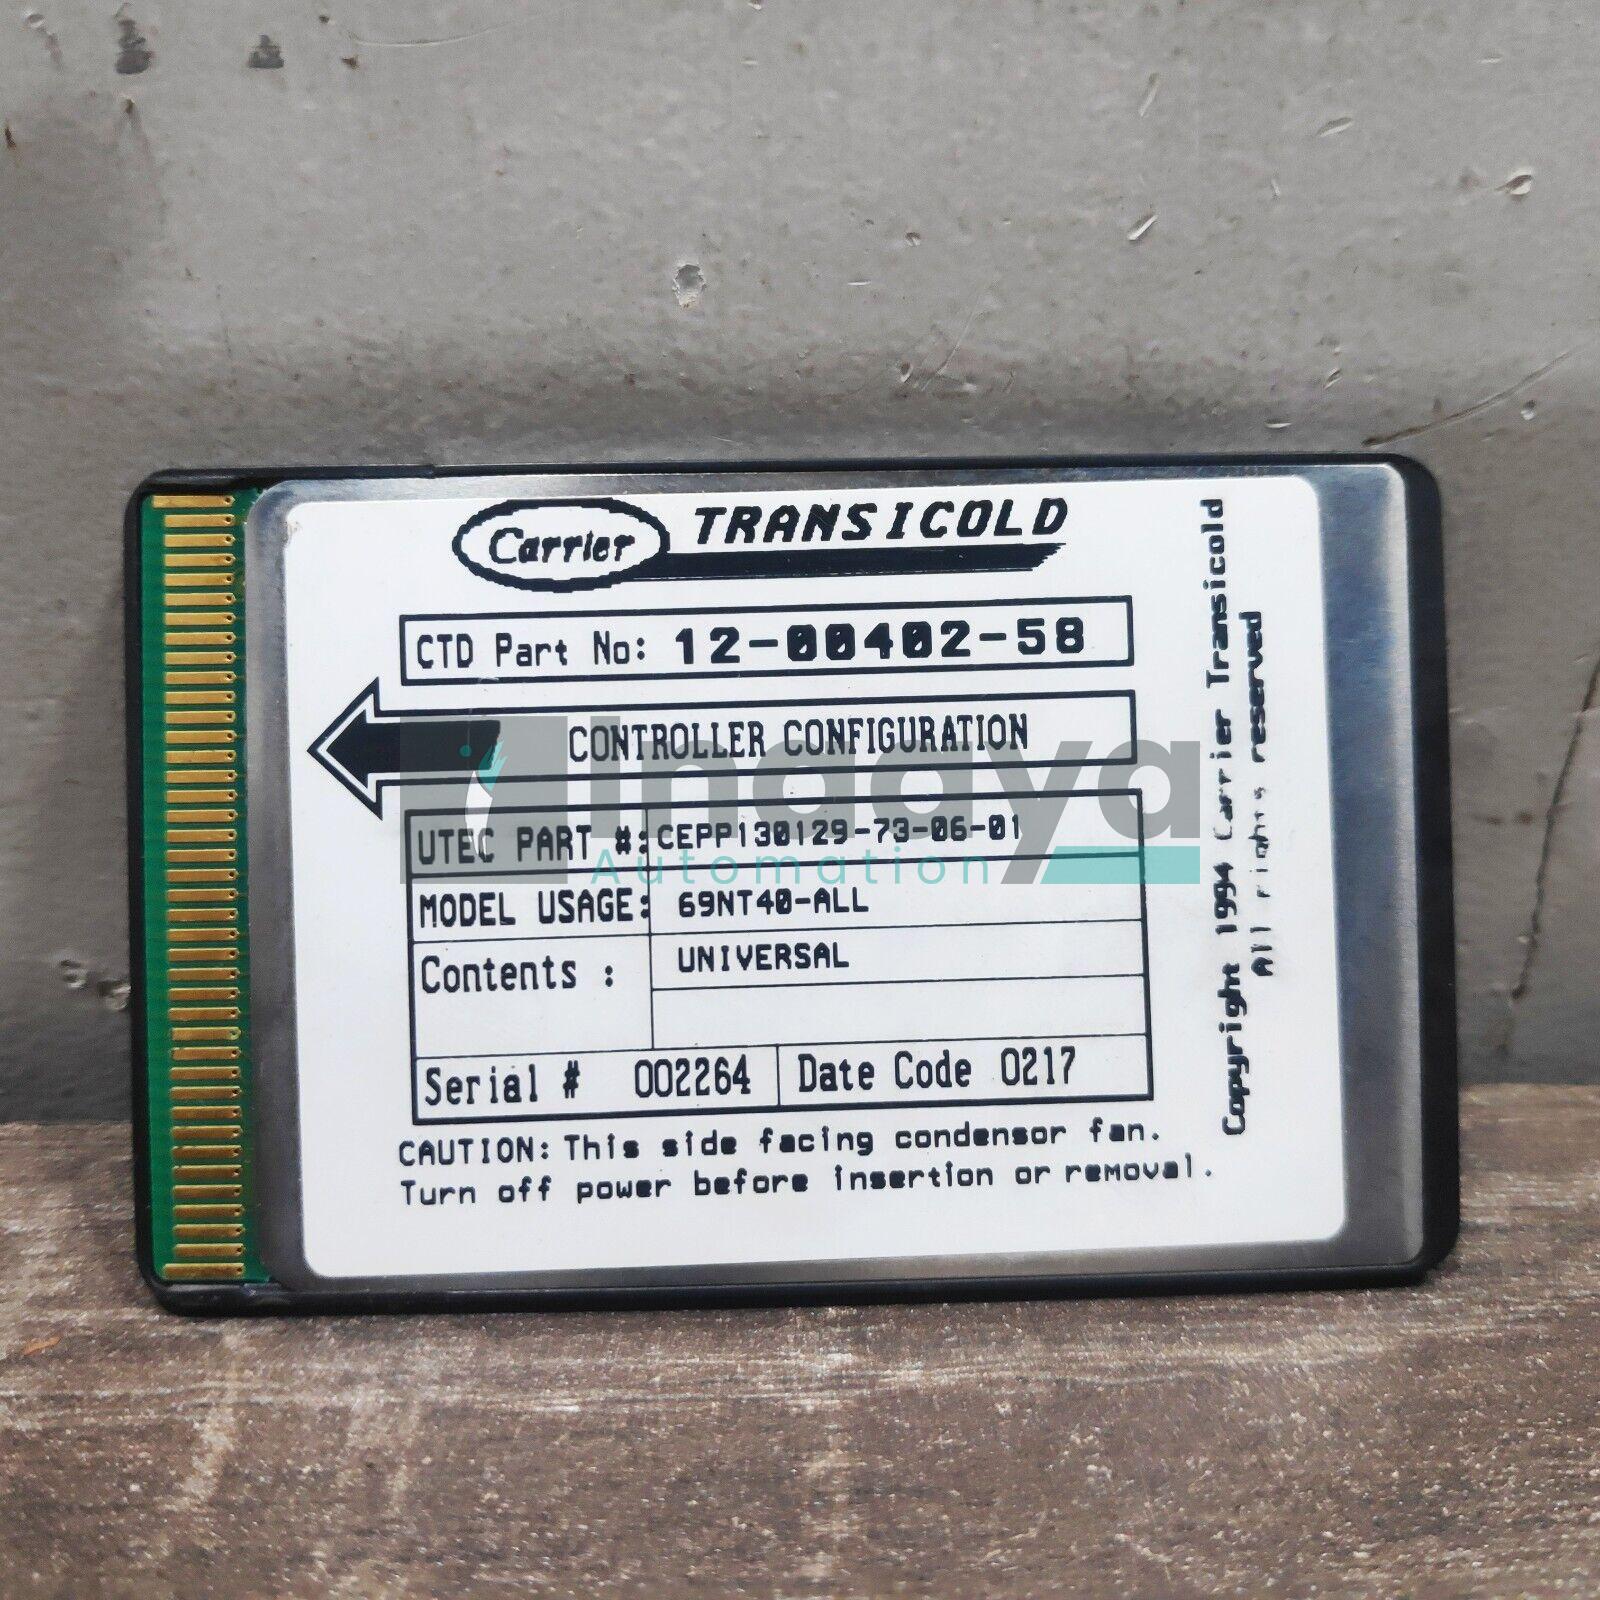 Carrier TRANSICOLD
CTD Part No: 12-00402-58
CONTROLLER CONFIGURATION
Inaaya
Automation
UTEC PART #: CEPP130129-73-06-01
MODEL USAGE: 69NT40-ALL
Contents : UNIVERSAL
Serial # 002264 Date Code 0217
CAUTION: This side facing condensor fan.
Turn off power before insertion or removal.
Copyright 1994 Carrier Transicold
All rights reserved